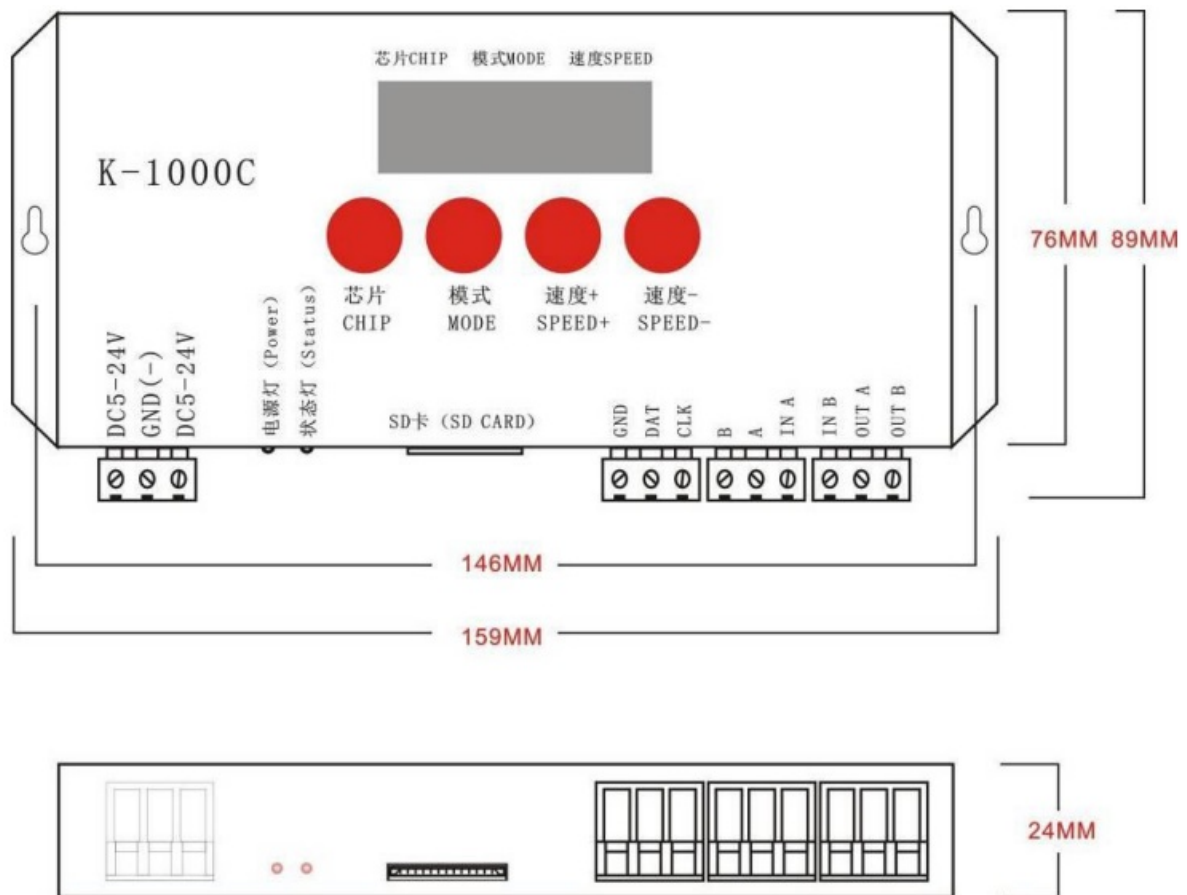 芯片CHIP 模式MODE 速度SPEED
K-1000C
芯片
CHIP
模式
MODE
速度+
SPEED+
速度-
SPEED-
76MM
89MM
DC5-24V
GND(-)
DC5-24V
电源灯 (Power)
状态灯 (Status)
SD卡 (SD CARD)
GND
DAT
CLK
B
A
IN A
IN B
OUT A
OUT B
146MM
159MM
24MM